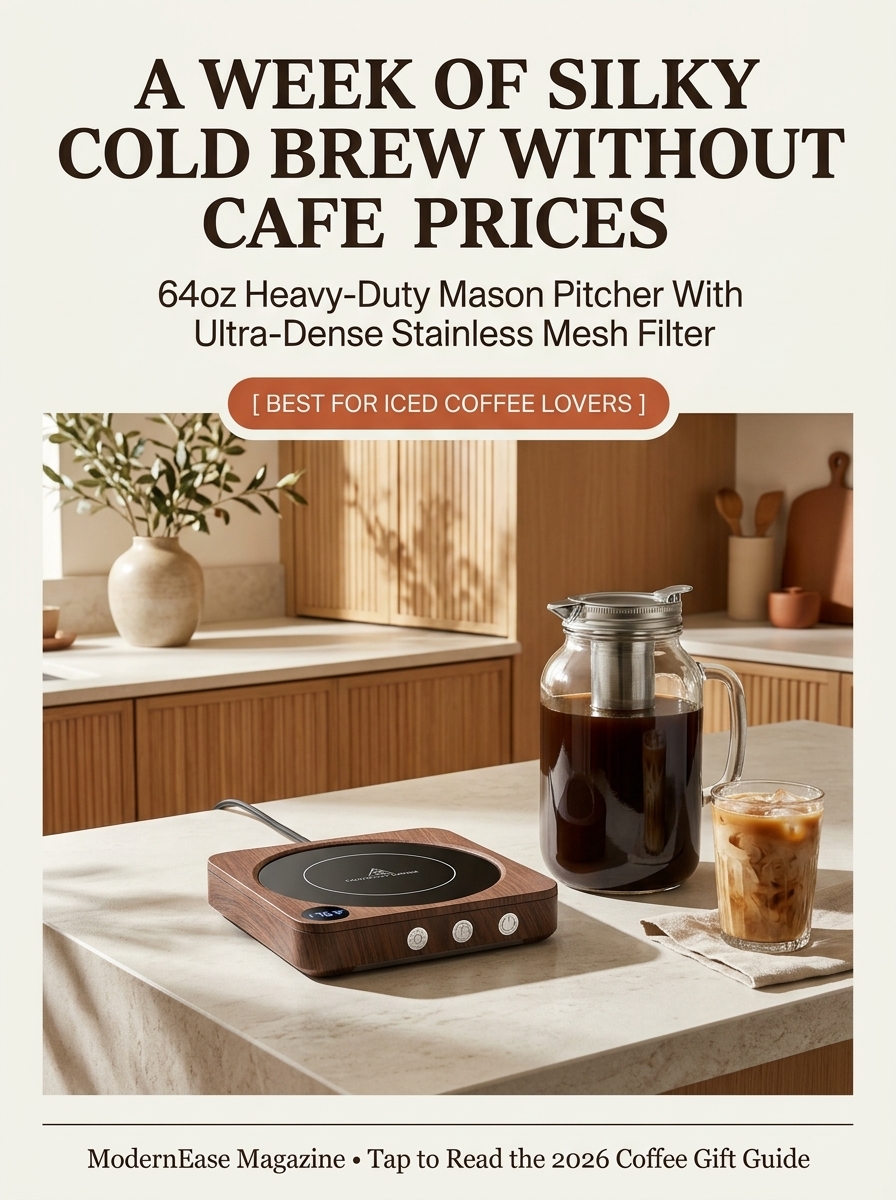 A WEEK OF SILKY
COLD BREW WITHOUT
CAFE PRICES
64oz Heavy-Duty Mason Pitcher With
Ultra-Dense Stainless Mesh Filter
[ BEST FOR ICED COFFEE LOVERS ]
ModernEase Magazine • Tap to Read the 2026 Coffee Gift Guide